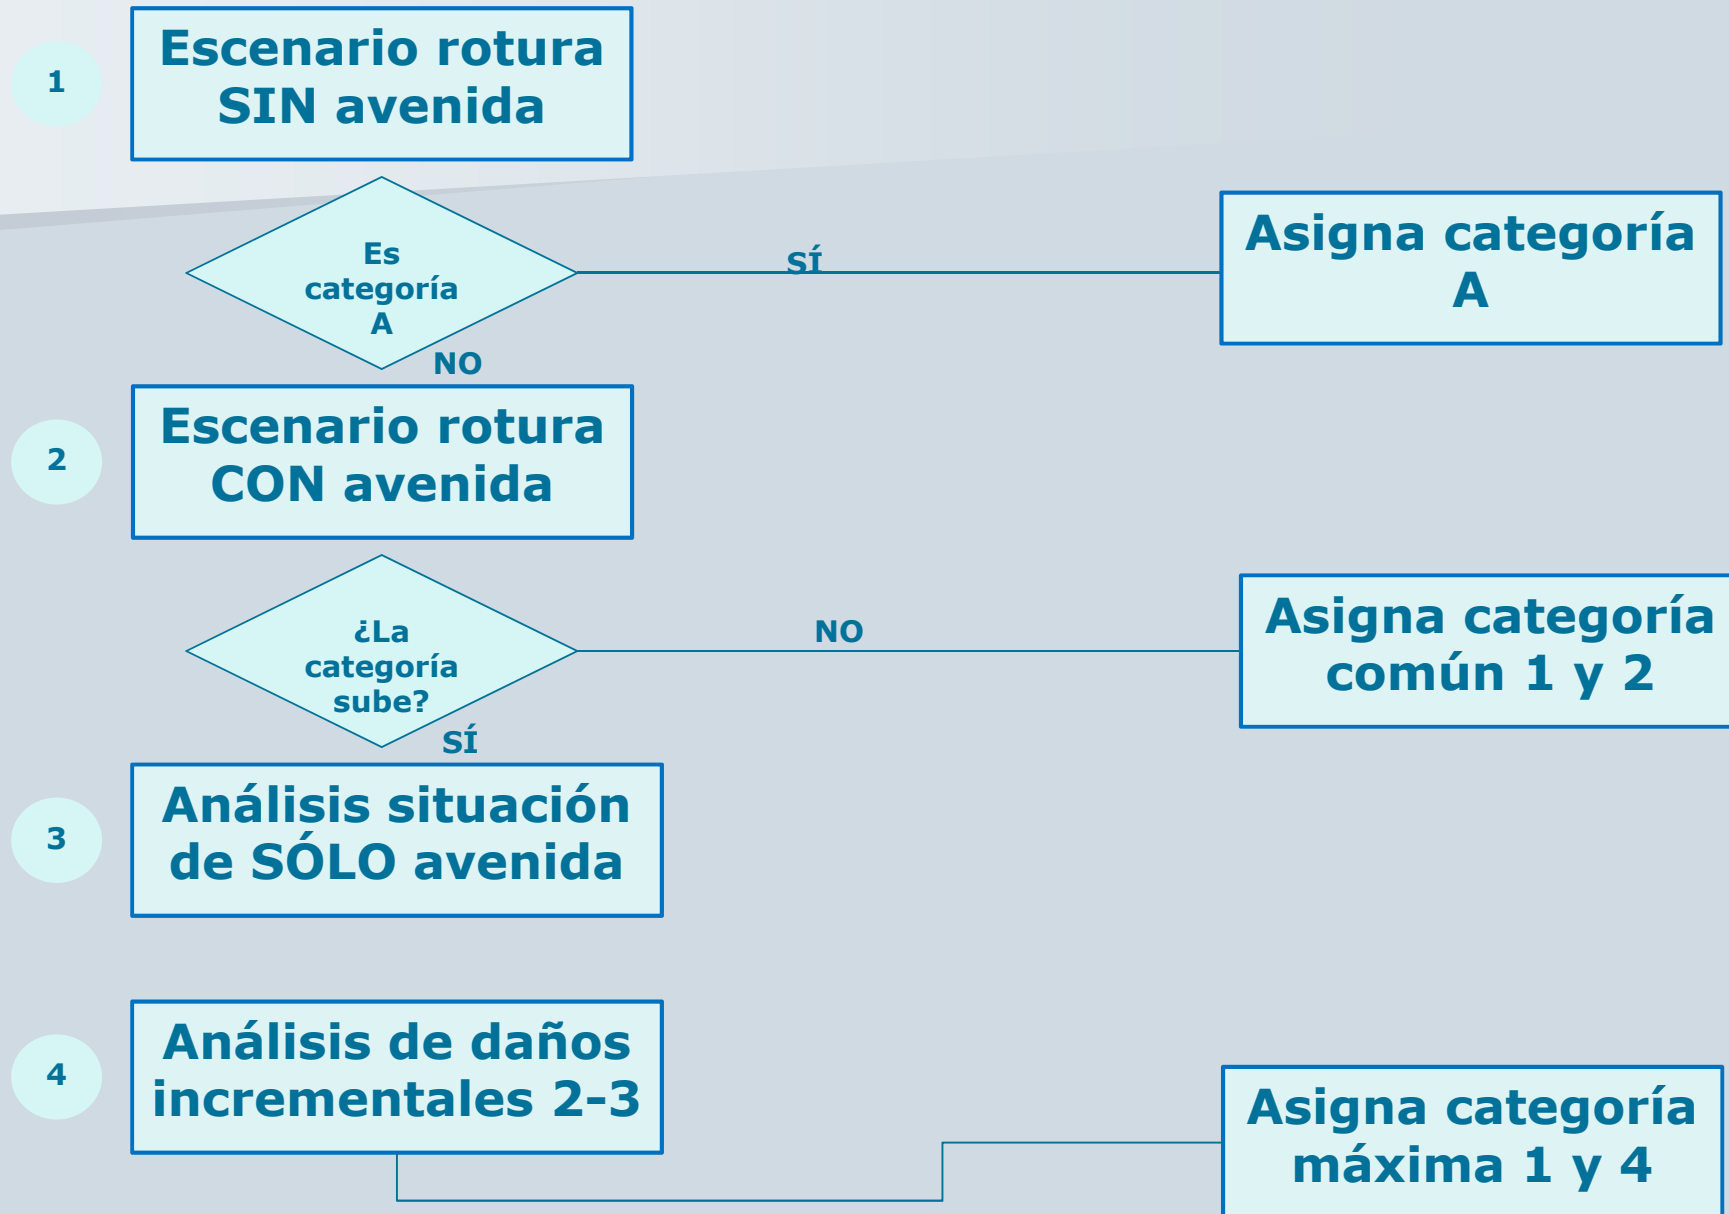 1
Escenario rotura
SIN avenida
Es
categoría
A
SÍ
Asigna categoría
A
NO
2
Escenario rotura
CON avenida
¿La
categoría
sube?
NO
Asigna categoría
común 1 y 2
SÍ
3
Análisis situación
de SÓLO avenida
4
Análisis de daños
incrementales 2-3
Asigna categoría
máxima 1 y 4